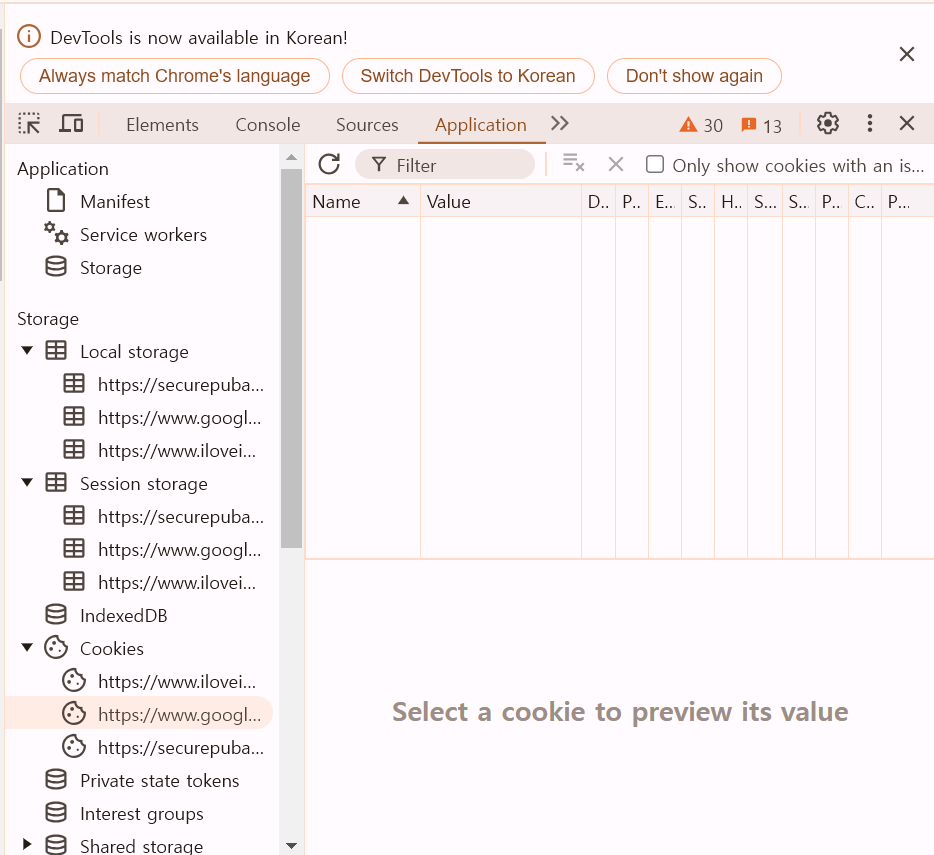 DevTools is now available in Korean!
Always match Chrome's language Switch DevTools to Korean Don't show again
Elements Console Sources Application 30 13
Application
Manifest
Service workers
Storage
Storage
Local storage
https://securepuba...
https://www.googl...
https://www.ilovei...
Session storage
https://securepuba...
https://www.googl...
https://www.ilovei...
IndexedDB
Cookies
https://www.ilovei...
https://www.googl...
https://securepuba...
Private state tokens
Interest groups
Shared storage
Filter Only show cookies with an is...
Name Value D.. P.. E.. S.. H.. S... S... P... C.. P...
Select a cookie to preview its value